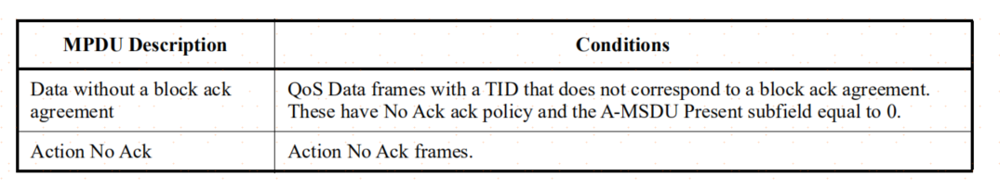 MPDU Description
Conditions
Data without a block ack
agreement
QoS Data frames with a TID that does not correspond to a block ack agreement.
These have No Ack ack policy and the A-MSDU Present subfield equal to 0.
Action No Ack
Action No Ack frames.